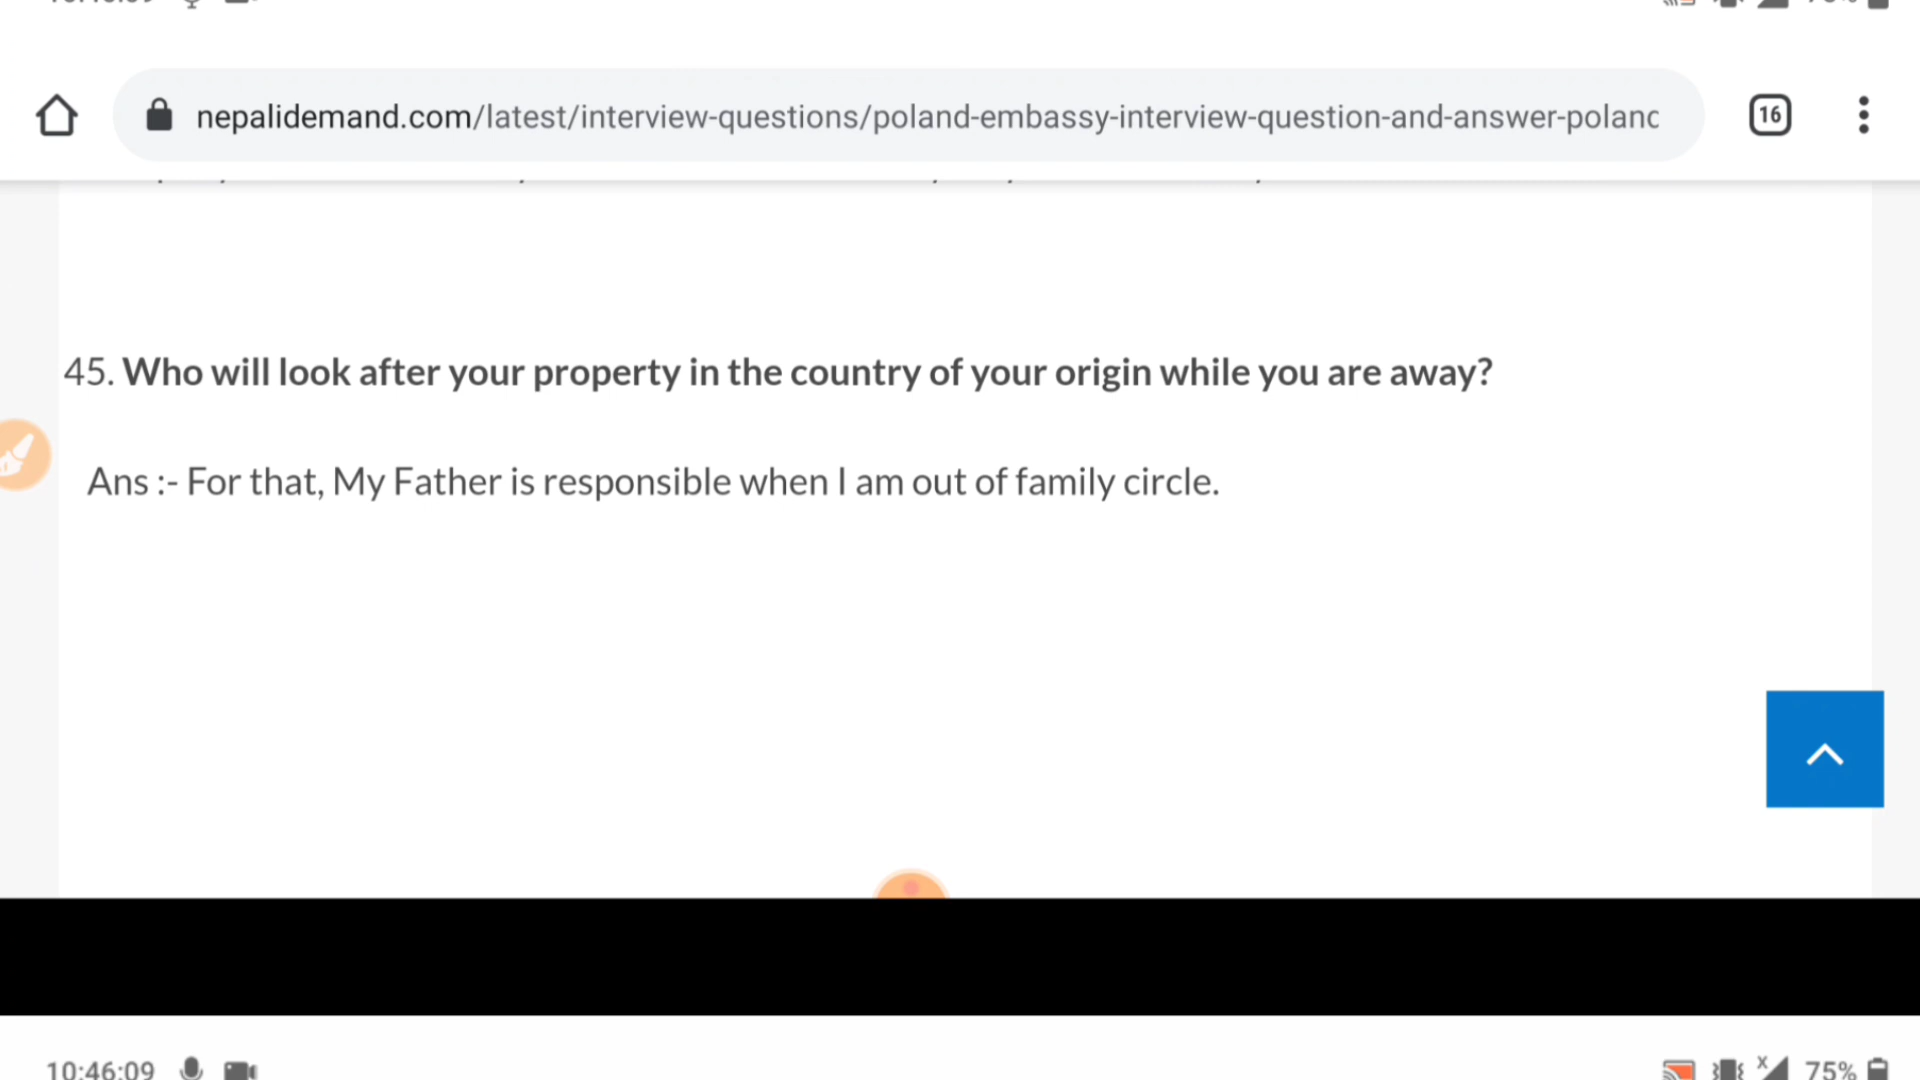 nepalidemand.com/latest/interview-questions/poland-embassy-interview-question-and-answer-polanc
16
45. Who will look after your property in the country of your origin while you are away?
Ans :- For that, My Father is responsible when I am out of family circle.
10:46:09
75%